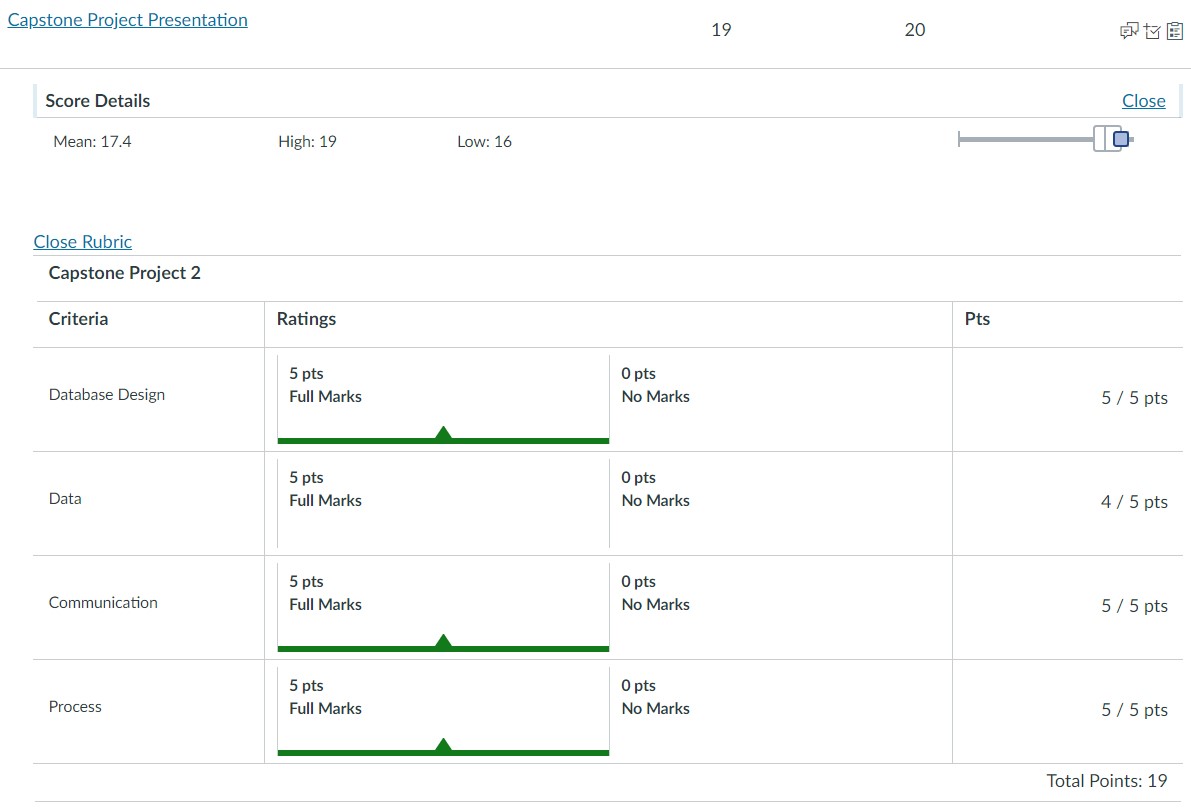 Capstone Project Presentation 19 20
Score Details Close
Mean: 17.4 High: 19 Low: 16
Close Rubric
Capstone Project 2
Criteria Ratings Pts
Database Design
5 pts
Full Marks
0 pts
No Marks
5 / 5 pts
Data
5 pts
Full Marks
0 pts
No Marks
4 / 5 pts
Communication
5 pts
Full Marks
0 pts
No Marks
5 / 5 pts
Process
5 pts
Full Marks
0 pts
No Marks
5 / 5 pts
Total Points: 19